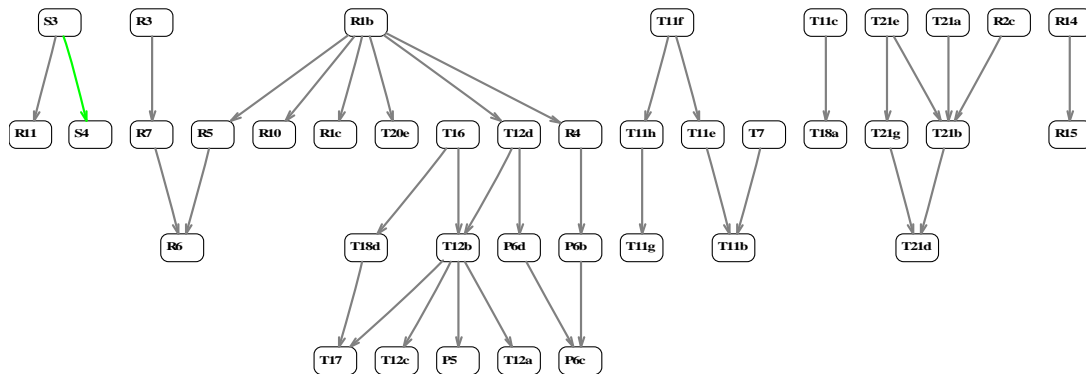 S3 R3 R1b T11f T11c T21e T21a R2c R14
R11 S4 R7 R5 R10 R1c T20e T16 T12d R4 T11h T11e T7 T18a T21g T21b R15
R6 T18d T12b P6d P6b T11g T11b T21d
T17 T12c P5 T12a P6c